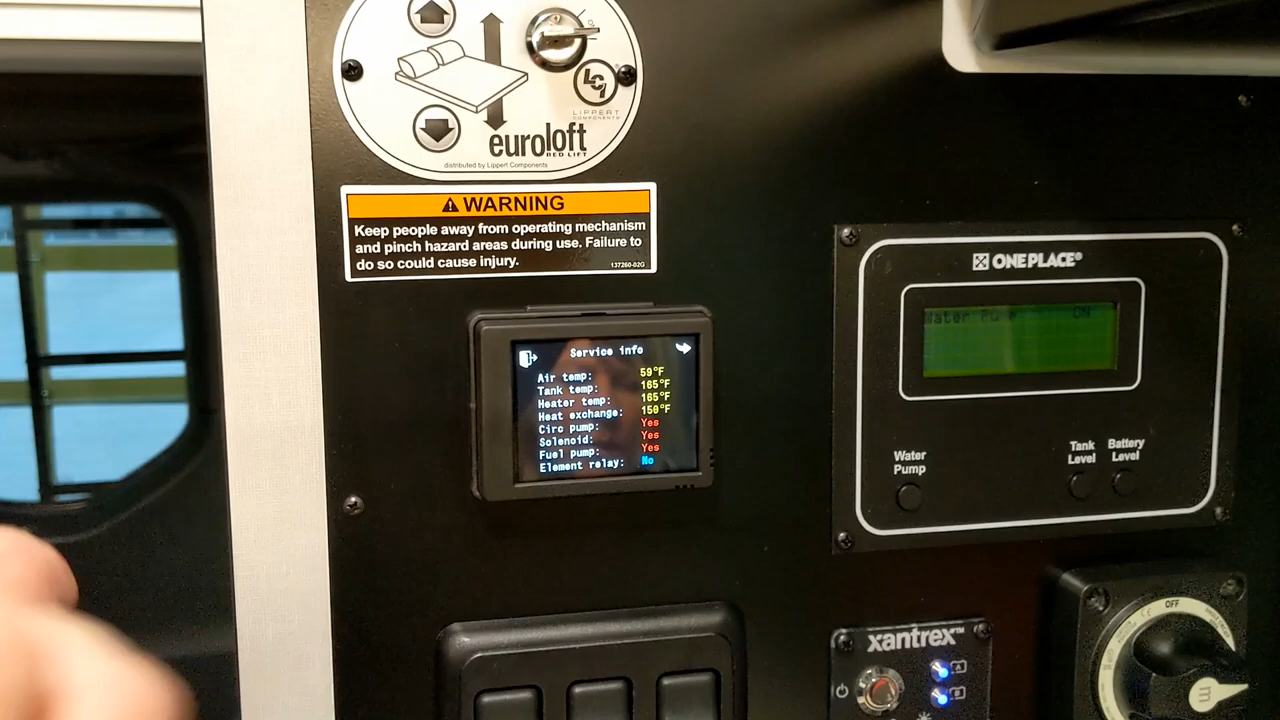 LCI
LIPPERT
COMPONENTS
euroloft
BED LIFT
distributed by Lippert Components
WARNING
Keep people away from operating mechanism
and pinch hazard areas during use. Failure to
do so could cause injury.
137260-02G
Service info
Air temp: 59°F
Tank temp: 165°F
Heater temp: 165°F
Heat exchange: 150°F
Circ pump: Yes
Solenoid: Yes
Fuel pump: Yes
Element relay: No
ONEPLACE®
Water Pump ON
Water
Pump
Tank
Level
Battery
Level
xantrex™
A
B
OFF